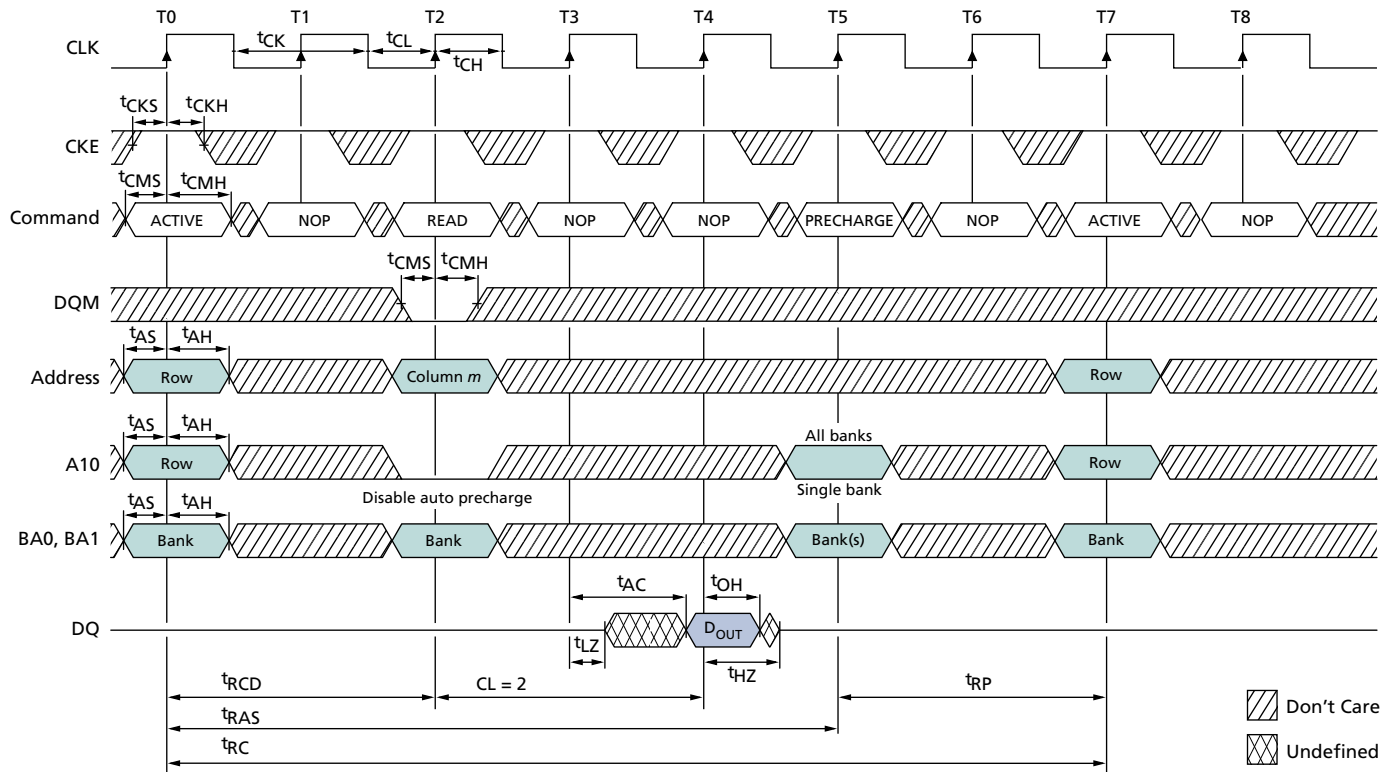 T0 T1 T2 T3 T4 T5 T6 T7 T8
CLK
tCK tCL
tCH
tCKS tCKH
CKE
tCMS tCMH
Command ACTIVE NOP READ NOP NOP PRECHARGE NOP ACTIVE NOP
tCMS tCMH
DQM
tAS tAH
Address Row Column m Row
tAS tAH
All banks
A10 Row Row
Disable auto precharge Single bank
tAS tAH
BA0, BA1 Bank Bank Bank(s) Bank
tAC tOH
DQ DOUT
tLZ
tHZ
tRCD CL = 2 tRP
tRAS
tRC
Don't Care
Undefined